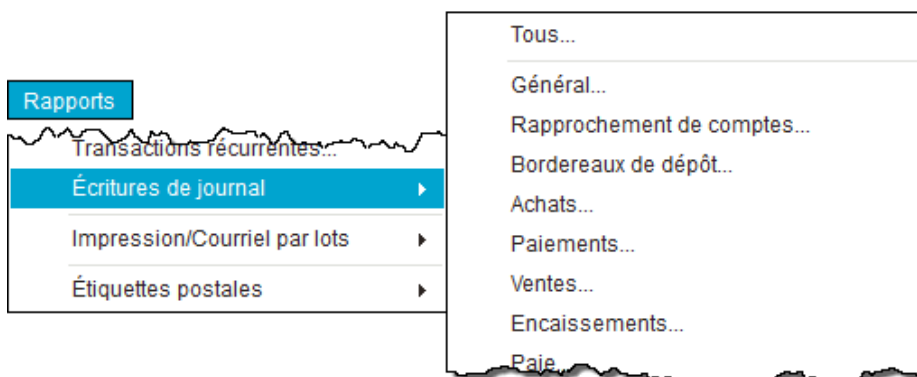 Rapports
Transactions récurrentes...
Écritures de journal
Impression/Courriel par lots
Étiquettes postales
Tous...
Général...
Rapprochement de comptes...
Bordereaux de dépôt...
Achats...
Paiements...
Ventes...
Encaissements...
Paie...